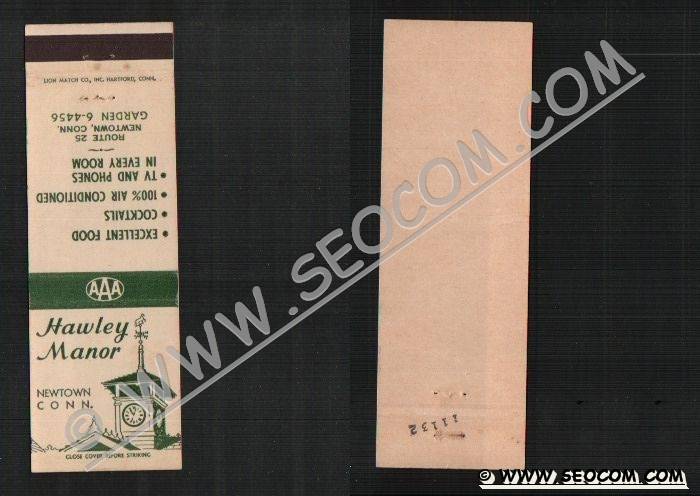 LION MATCH CO., INC. HARTFORD, CONN.
GARDEN 6-4456
NEWTOWN, CONN.
ROUTE 25
IN EVERY ROOM
• TV AND PHONES
• 100% AIR CONDITIONED
• COCKTAILS
• EXCELLENT FOOD
AAA
Hawley
Manor
NEWTOWN
CONN.
CLOSE COVER BEFORE STRIKING
11132
© WWW.SEOCOM.COM
© WWW.SEOCOM.COM